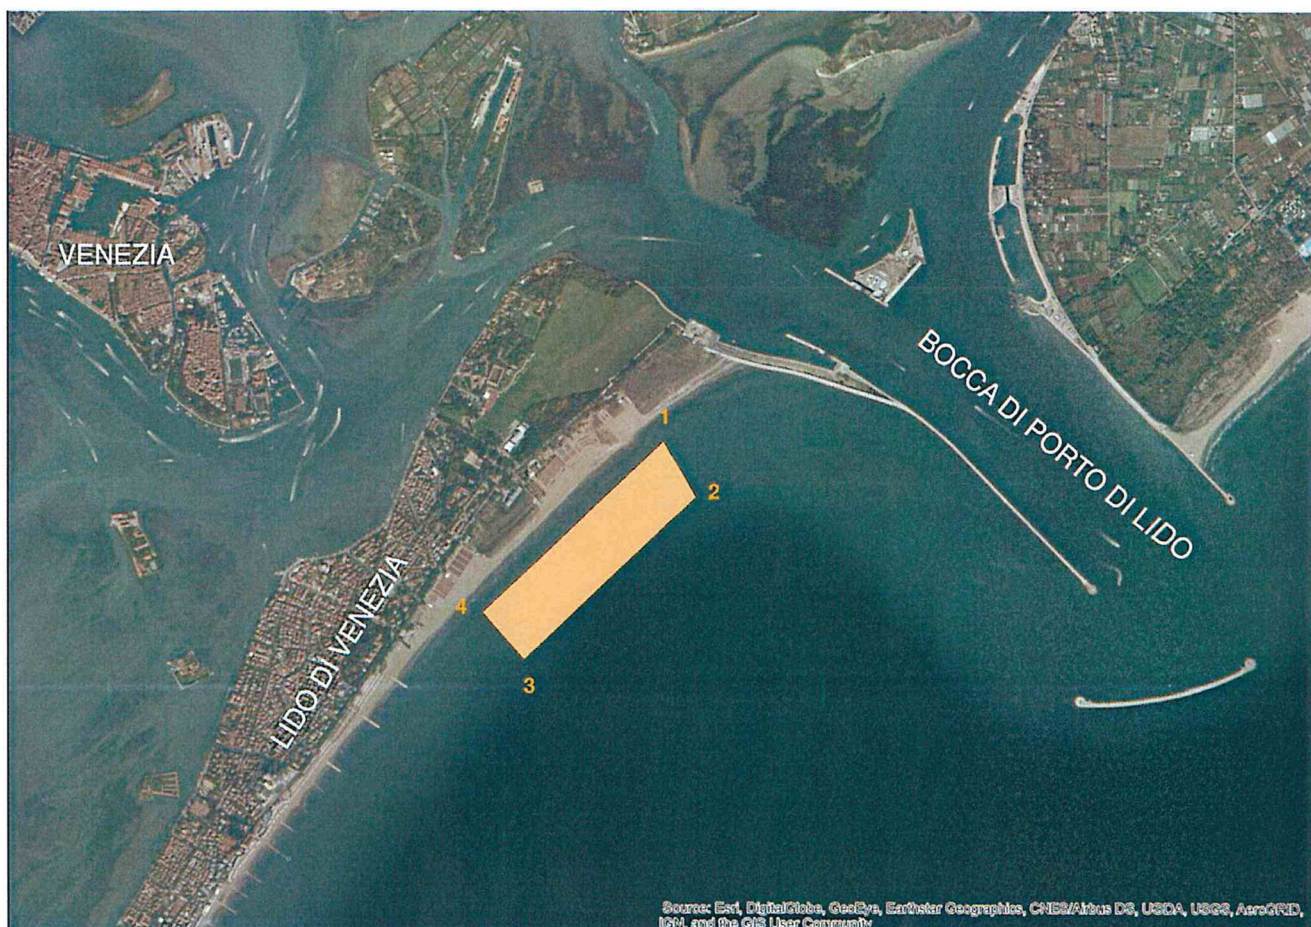 VENEZIA
BOCCA DI PORTO DI LIDO
1
2
4
LIDO DI VENEZIA
3
Source: Esri, DigitalGlobe, GeoEye, Earthstar Geographics, CNES/Airbus DS, USDA, USGS, AeroGRID,
IGN, and the GIS User Community